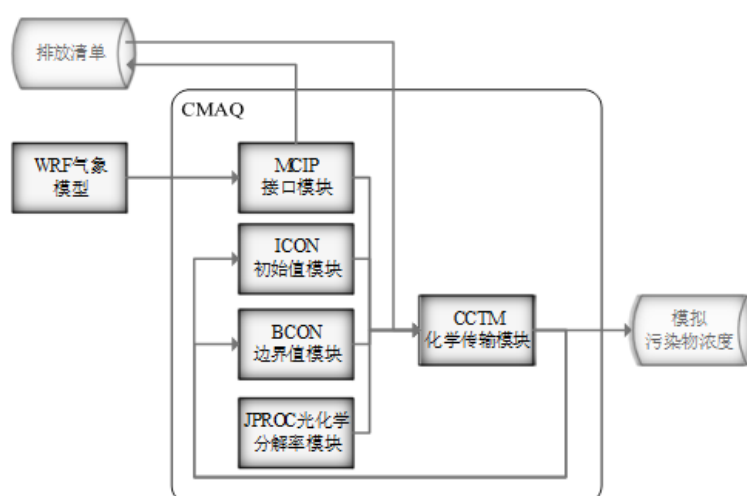 排放清单
CMAQ
WRF气象
模型
MCIP
接口模块
ICON
初始值模块
BCON
边界值模块
JPROC光化学
分解率模块
CCTM
化学传输模块
模拟
污染物浓度